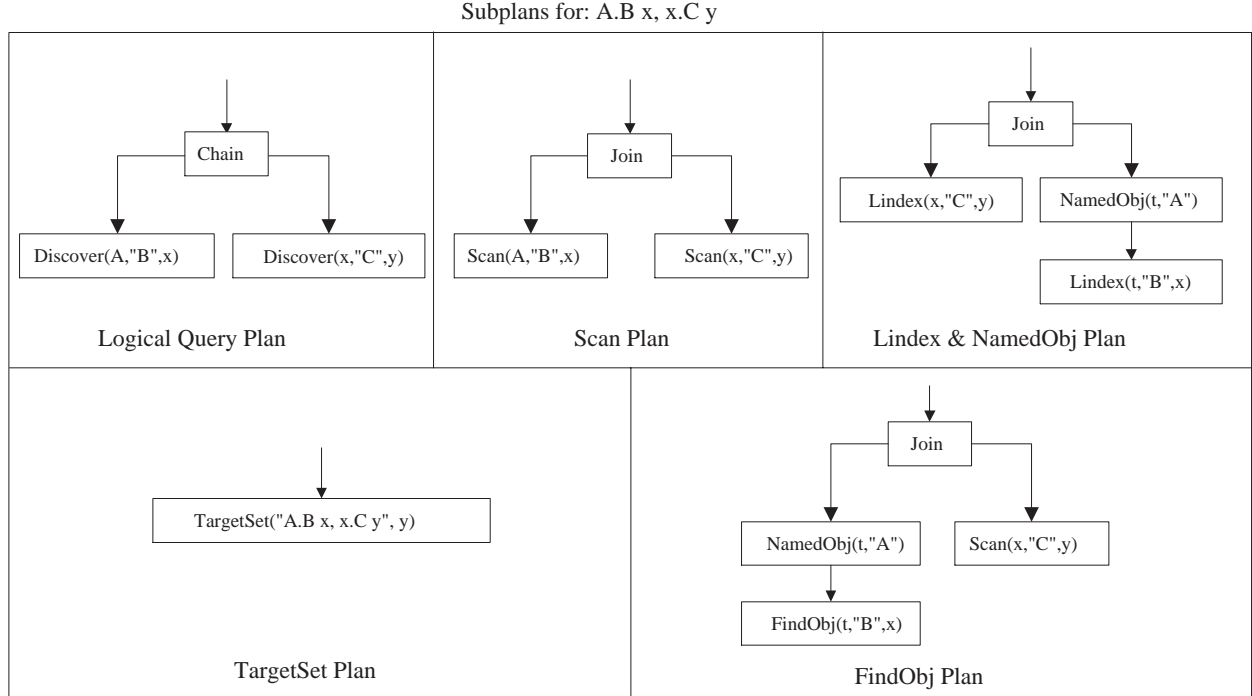 Subplans for: A.B x, x.C y
Chain
Discover(A,"B",x)
Discover(x,"C",y)
Logical Query Plan
Join
Scan(A,"B",x)
Scan(x,"C",y)
Scan Plan
Join
Lindex(x,"C",y)
NamedObj(t,"A")
Lindex(t,"B",x)
Lindex & NamedObj Plan
TargetSet("A.B x, x.C y", y)
TargetSet Plan
Join
NamedObj(t,"A")
Scan(x,"C",y)
FindObj(t,"B",x)
FindObj Plan